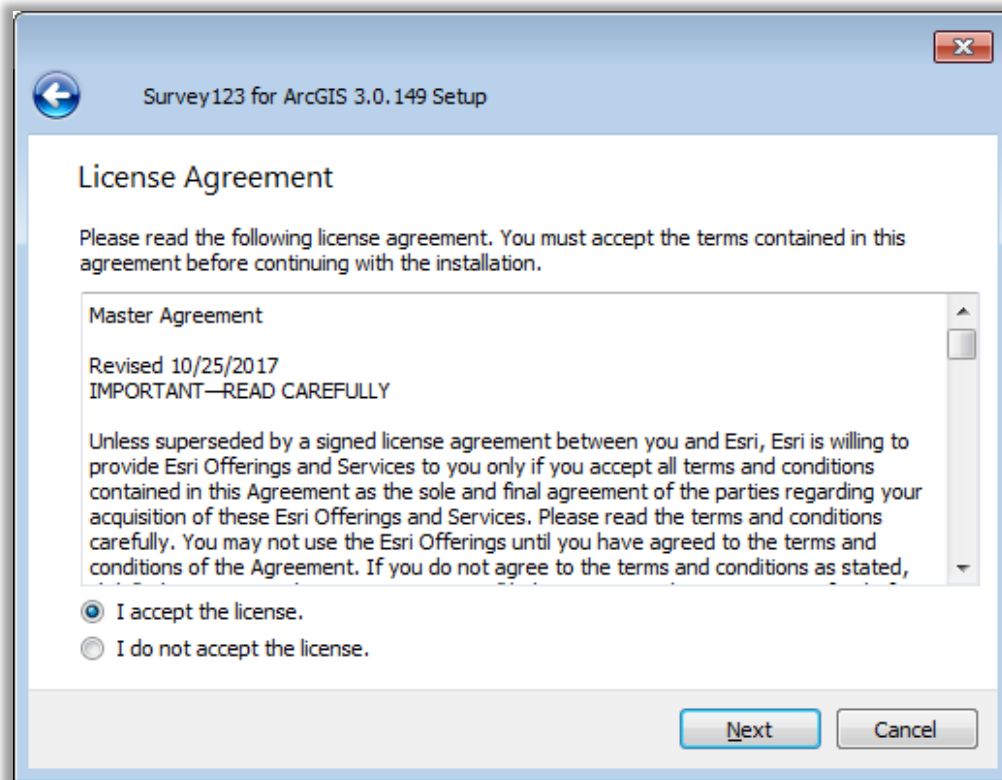 Survey123 for ArcGIS 3.0.149 Setup
License Agreement
Please read the following license agreement. You must accept the terms contained in this
agreement before continuing with the installation.
Master Agreement
Revised 10/25/2017
IMPORTANT—READ CAREFULLY
Unless superseded by a signed license agreement between you and Esri, Esri is willing to
provide Esri Offerings and Services to you only if you accept all terms and conditions
contained in this Agreement as the sole and final agreement of the parties regarding your
acquisition of these Esri Offerings and Services. Please read the terms and conditions
carefully. You may not use the Esri Offerings until you have agreed to the terms and
conditions of the Agreement. If you do not agree to the terms and conditions as stated,
I accept the license.
I do not accept the license.
Next
Cancel